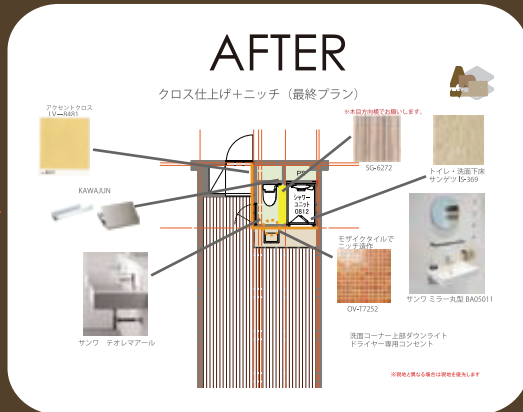 AFTER
クロス仕上げ+ニッチ（最終プラン）
アクセントクロス
LV-8481
※木目方向横でお願いします。
SG-6272
トイレ・洗面下床
サンゲツ IS-369
KAWAJUN
PS
シャワー
ユニット
0812
モザイクタイルで
ニッチ造作
OV-T7252
サンワ ミラー丸型 BA05011
サンワ テオレマアール
洗面コーナー上部ダウンライト
ドライヤー専用コンセント
※現地と異なる場合は現地を優先します